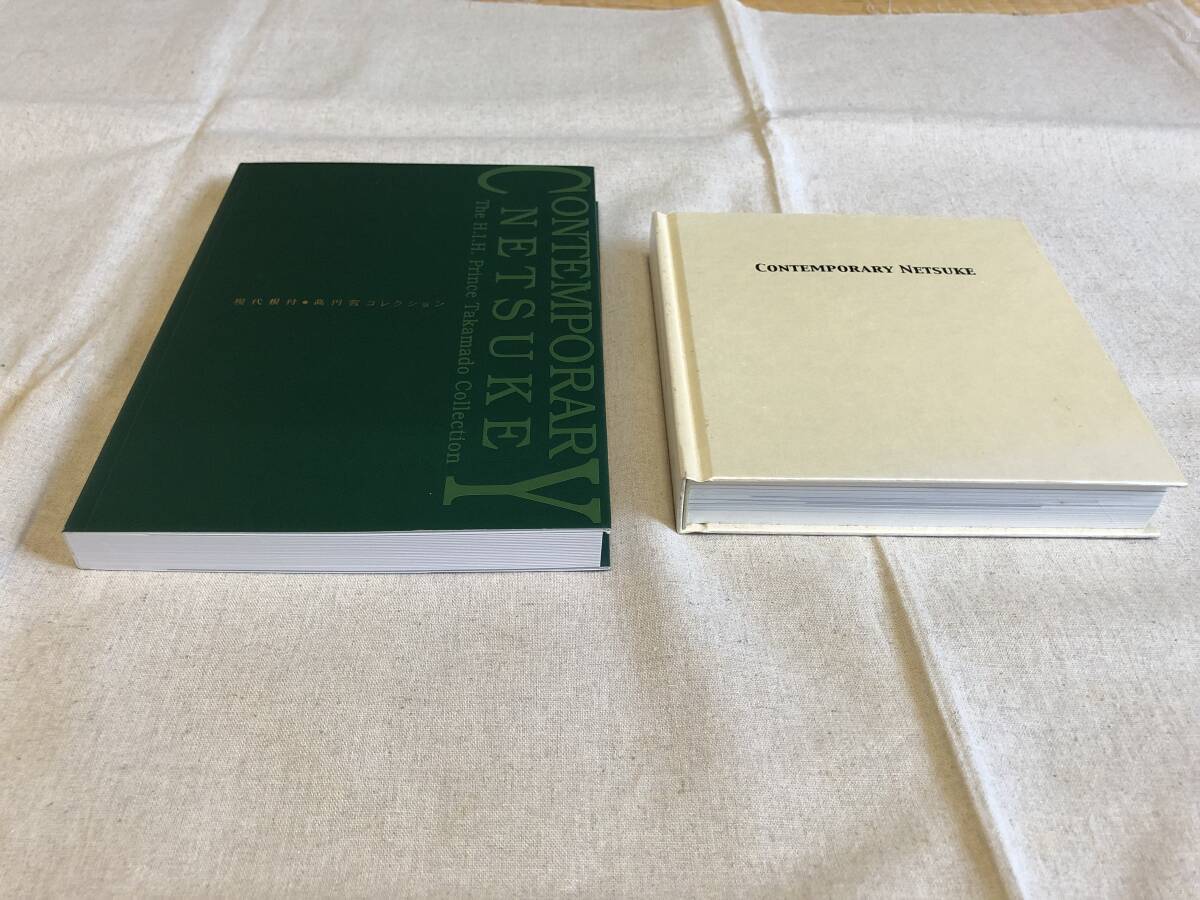 CONTEMPORARY
NETSUKE
The H.I.H. Prince Takamado Collection
現代根付●高円宮コレクション
CONTEMPORARY NETSUKE